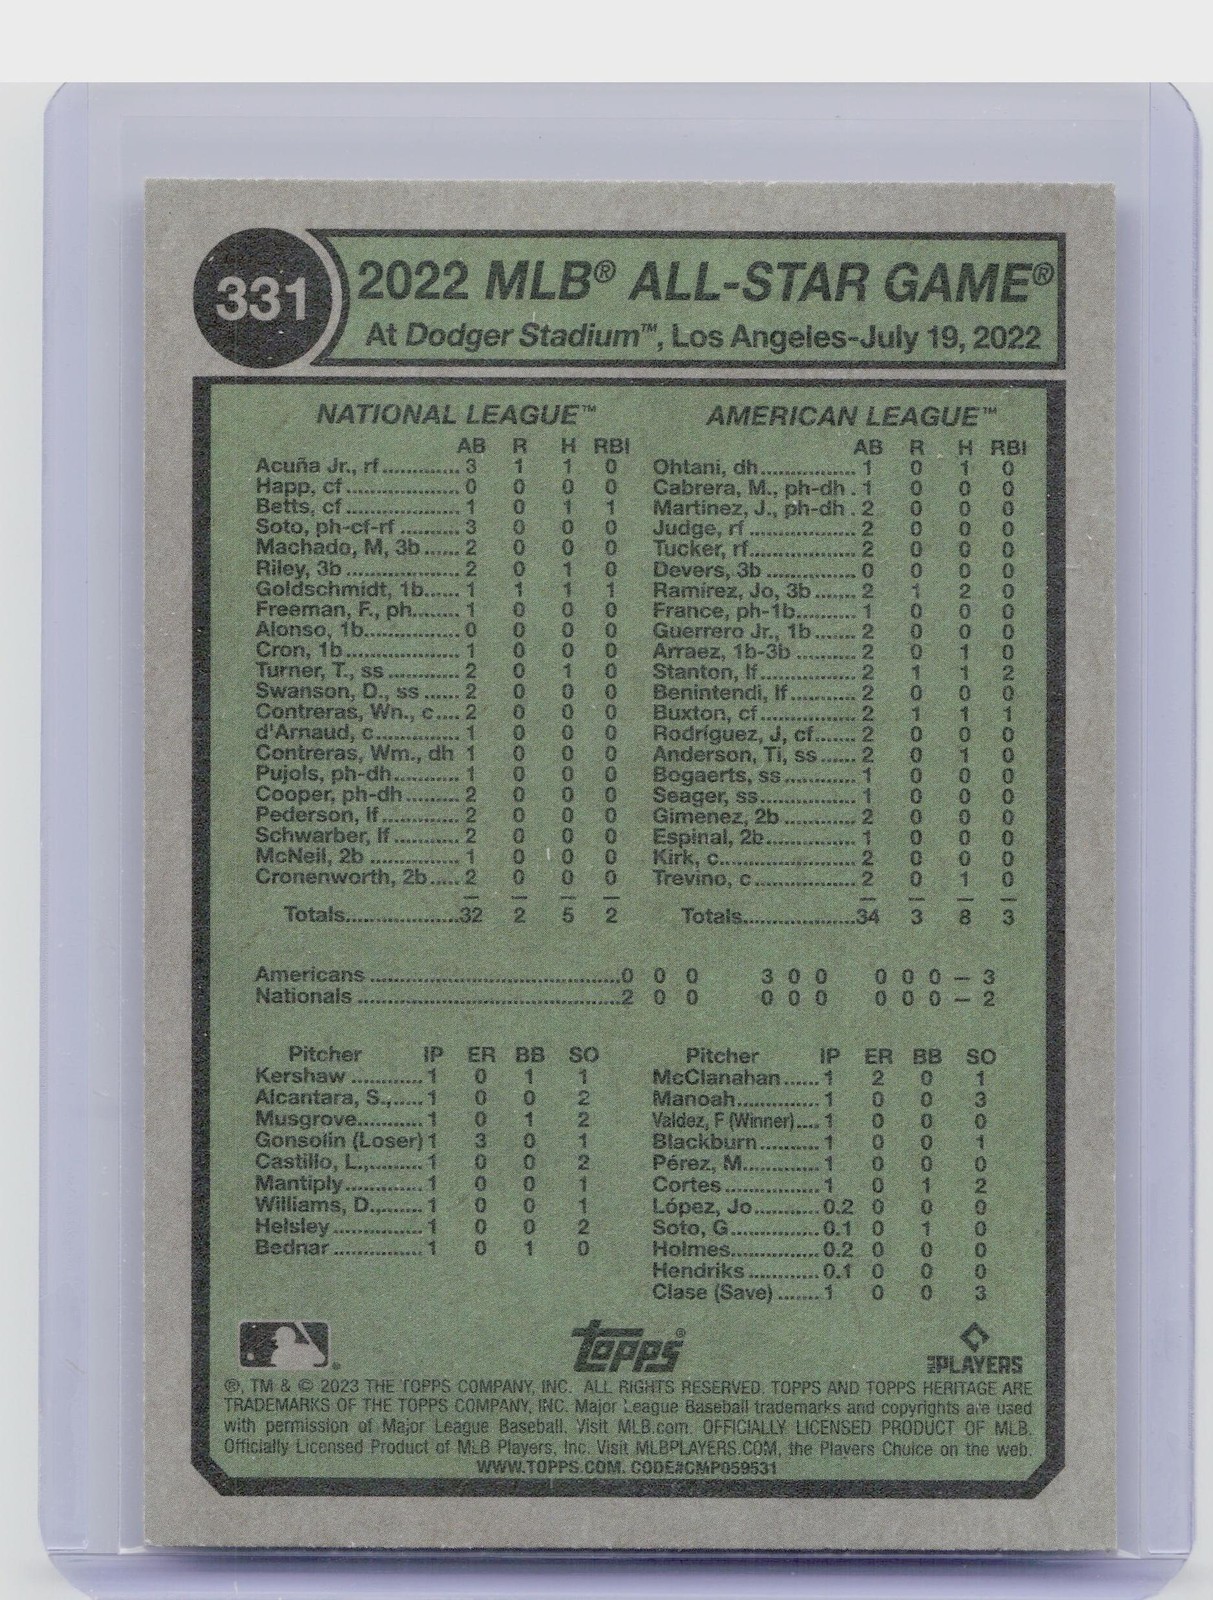 331
2022 MLB® ALL-STAR GAME®
At Dodger Stadium™, Los Angeles-July 19, 2022
NATIONAL LEAGUE™
AB R H RBI
Acuña Jr., rf.............3 1 1 0
Happ, cf....................0 0 0 0
Betts, cf....................1 0 1 1
Soto, ph-cf-rf ..........3 0 0 0
Machado, M, 3b......2 0 0 0
Riley, 3b....................2 0 1 0
Goldschmidt, 1b......1 1 1 1
Freeman, F., ph........1 0 0 0
Alonso, 1b.................0 0 0 0
Cron, 1b....................1 0 0 0
Turner, T., ss.............2 0 1 0
Swanson, D., ss......2 0 0 0
Contreras, Wn., c....2 0 0 0
d'Arnaud, c...............1 0 0 0
Contreras, Wm., dh 1 0 0 0
Pujols, ph-dh............1 0 0 0
Cooper, ph-dh.........2 0 0 0
Pederson, lf..............2 0 0 0
Schwarber, lf...........2 0 0 0
McNeil, 2b ...............1 0 0 0
Cronenworth, 2b.....2 0 0 0
Totals....................32 2 5 2
AMERICAN LEAGUE™
AB R H RBI
Ohtani, dh................1 0 1 0
Cabrera, M., ph-dh .1 0 0 0
Martinez, J., ph-dh .2 0 0 0
Judge, rf..................2 0 0 0
Tucker, rf..................2 0 0 0
Devers, 3b...............0 0 0 0
Ramírez, Jo, 3b.......2 1 2 0
France, ph-1b..........1 0 0 0
Guerrero Jr., 1b.......2 0 0 0
Arraez, 1b-3b..........2 0 1 0
Stanton, lf................2 1 1 2
Benintendi, lf...........2 0 0 0
Buxton, cf................2 1 1 1
Rodríguez, J, cf.......2 0 0 0
Anderson, Ti, ss......2 0 1 0
Bogaerts, ss............1 0 0 0
Seager, ss................1 0 0 0
Gimenez, 2b............2 0 0 0
Espinal, 2b...............1 0 0 0
Kirk, c.......................2 0 0 0
Trevino, c.................2 0 1 0
Totals...................34 3 8 3
Americans..........................................0 0 0 3 0 0 0 0 0 – 3
Nationals............................................2 0 0 0 0 0 0 0 0 – 2
Pitcher IP ER BB SO
Kershaw............1 0 1 1
Alcantara, S.,.....1 0 0 2
Musgrove...........1 0 1 2
Gonsolin (Loser) 1 3 0 1
Castillo, L.,.........1 0 0 2
Mantiply.............1 0 0 1
Williams, D.,.......1 0 0 1
Helsley...............1 0 0 2
Bednar...............1 0 1 0
Pitcher IP ER BB SO
McClanahan......1 2 0 1
Manoah..............1 0 0 3
Valdez, F (Winner)....1 0 0 0
Blackburn..........1 0 0 1
Pérez, M.............1 0 0 0
Cortes................1 0 1 2
López, Jo...........0.2 0 0 0
Soto, G...............0.1 0 1 0
Holmes...............0.2 0 0 0
Hendriks............0.1 0 0 0
Clase (Save).......1 0 0 3
topps®
MLB PLAYERS
®, TM & © 2023 THE TOPPS COMPANY, INC. ALL RIGHTS RESERVED. TOPPS AND TOPPS HERITAGE ARE
TRADEMARKS OF THE TOPPS COMPANY, INC. Major League Baseball trademarks and copyrights are used
with permission of Major League Baseball. Visit MLB.com. OFFICIALLY LICENSED PRODUCT OF MLB.
Officially Licensed Product of MLB Players, Inc. Visit MLBPLAYERS.COM, the Players Choice on the web.
WWW.TOPPS.COM. CODE#CMP059531